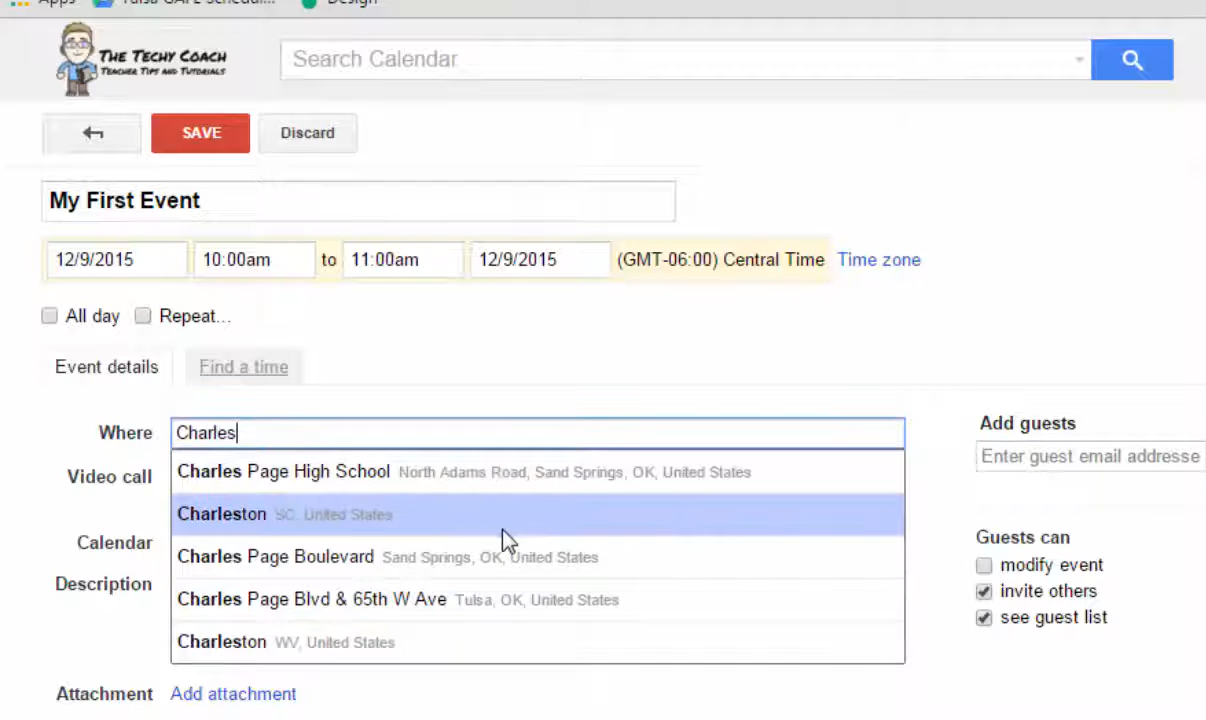 Apps Tulsa GAFE Schedul... Design
THE TECHY COACH
TEACHER TIPS AND TUTORIALS
Search Calendar
SAVE Discard
My First Event
12/9/2015 10:00am to 11:00am 12/9/2015 (GMT-06:00) Central Time Time zone
All day Repeat...
Event details Find a time
Where Charles
Add guests
Enter guest email addresse
Video call
Charles Page High School North Adams Road, Sand Springs, OK, United States
Charleston SC, United States
Calendar
Charles Page Boulevard Sand Springs, OK, United States
Description
Charles Page Blvd & 65th W Ave Tulsa, OK, United States
Charleston WV, United States
Guests can
modify event
invite others
see guest list
Attachment Add attachment